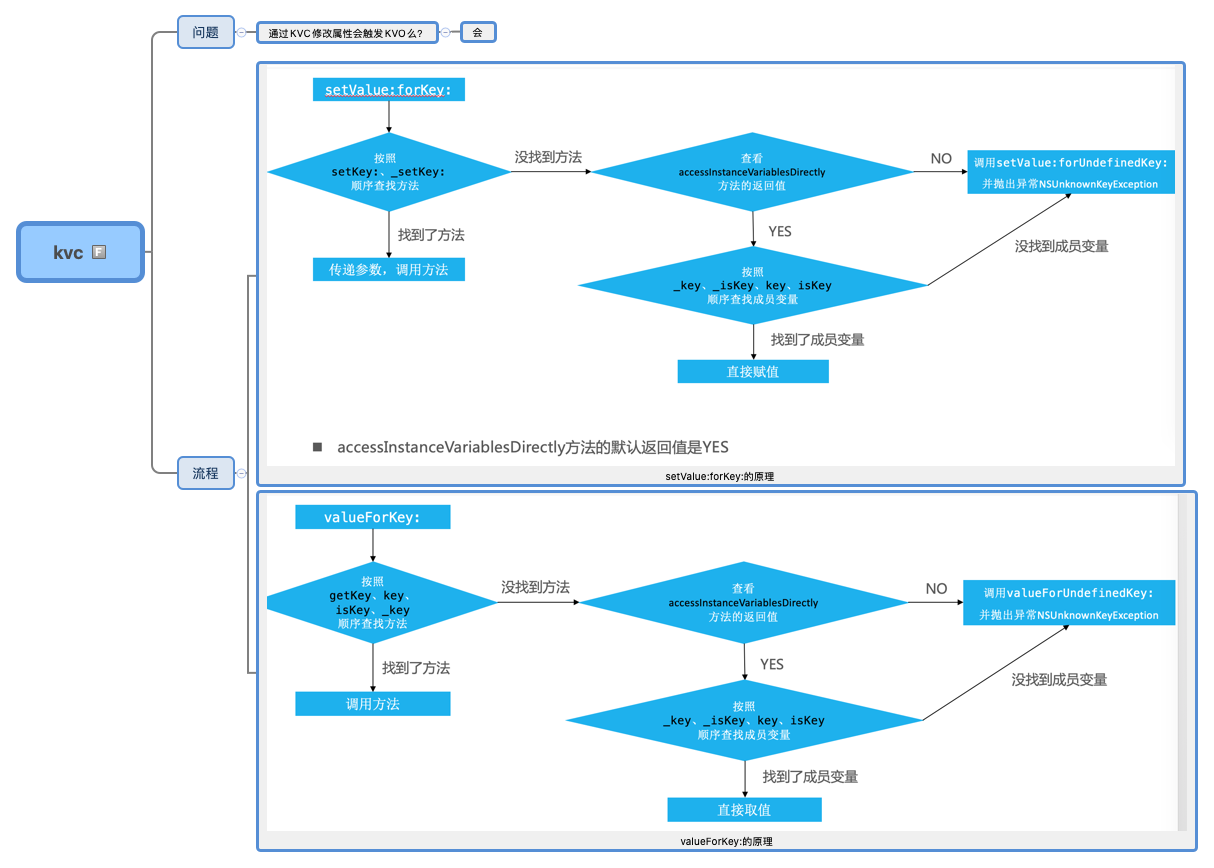 kvc
问题
通过KVC修改属性会触发KVO么?
会
流程
setValue:forKey:
按照
setKey:、_setKey:
顺序查找方法
没找到方法
找到了方法
传递参数，调用方法
查看
accessInstanceVariablesDirectly
方法的返回值
NO
调用setValue:forUndefinedKey:
并抛出异常NSUnknownKeyException
YES
没找到成员变量
按照
_key、_isKey、key、isKey
顺序查找成员变量
找到了成员变量
直接赋值
■ accessInstanceVariablesDirectly方法的默认返回值是YES
setValue:forKey:的原理
valueForKey:
按照
getKey、key、
isKey、_key
顺序查找方法
没找到方法
找到了方法
调用方法
查看
accessInstanceVariablesDirectly
方法的返回值
NO
调用valueForUndefinedKey:
并抛出异常NSUnknownKeyException
YES
没找到成员变量
按照
_key、_isKey、key、isKey
顺序查找成员变量
找到了成员变量
直接取值
valueForKey:的原理